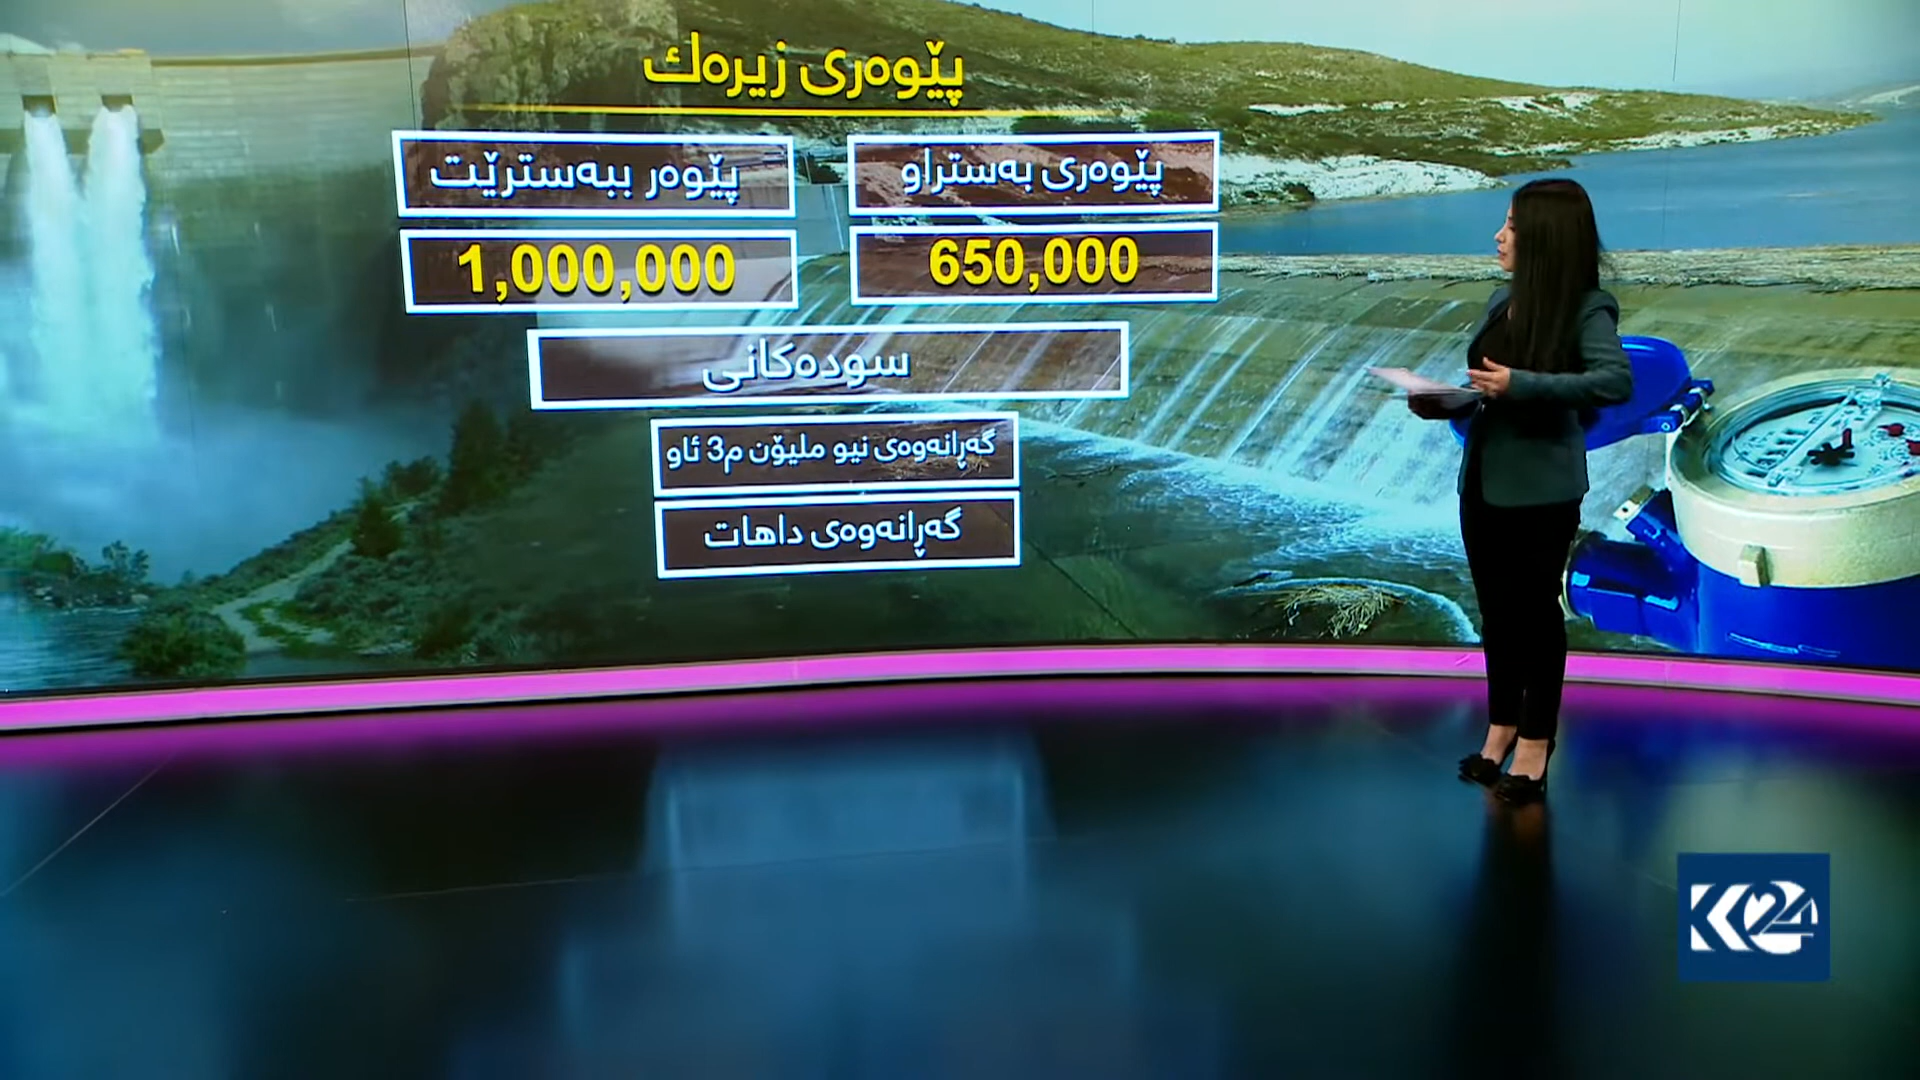 پێوەری زیرەك
پێوەری بەستراو
پێوەر ببەسترێت
650,000
1,000,000
سودەکانی
گەڕانەوەی نیو ملیۆن م3 ئاو
گەڕانەوەی داهات
K24